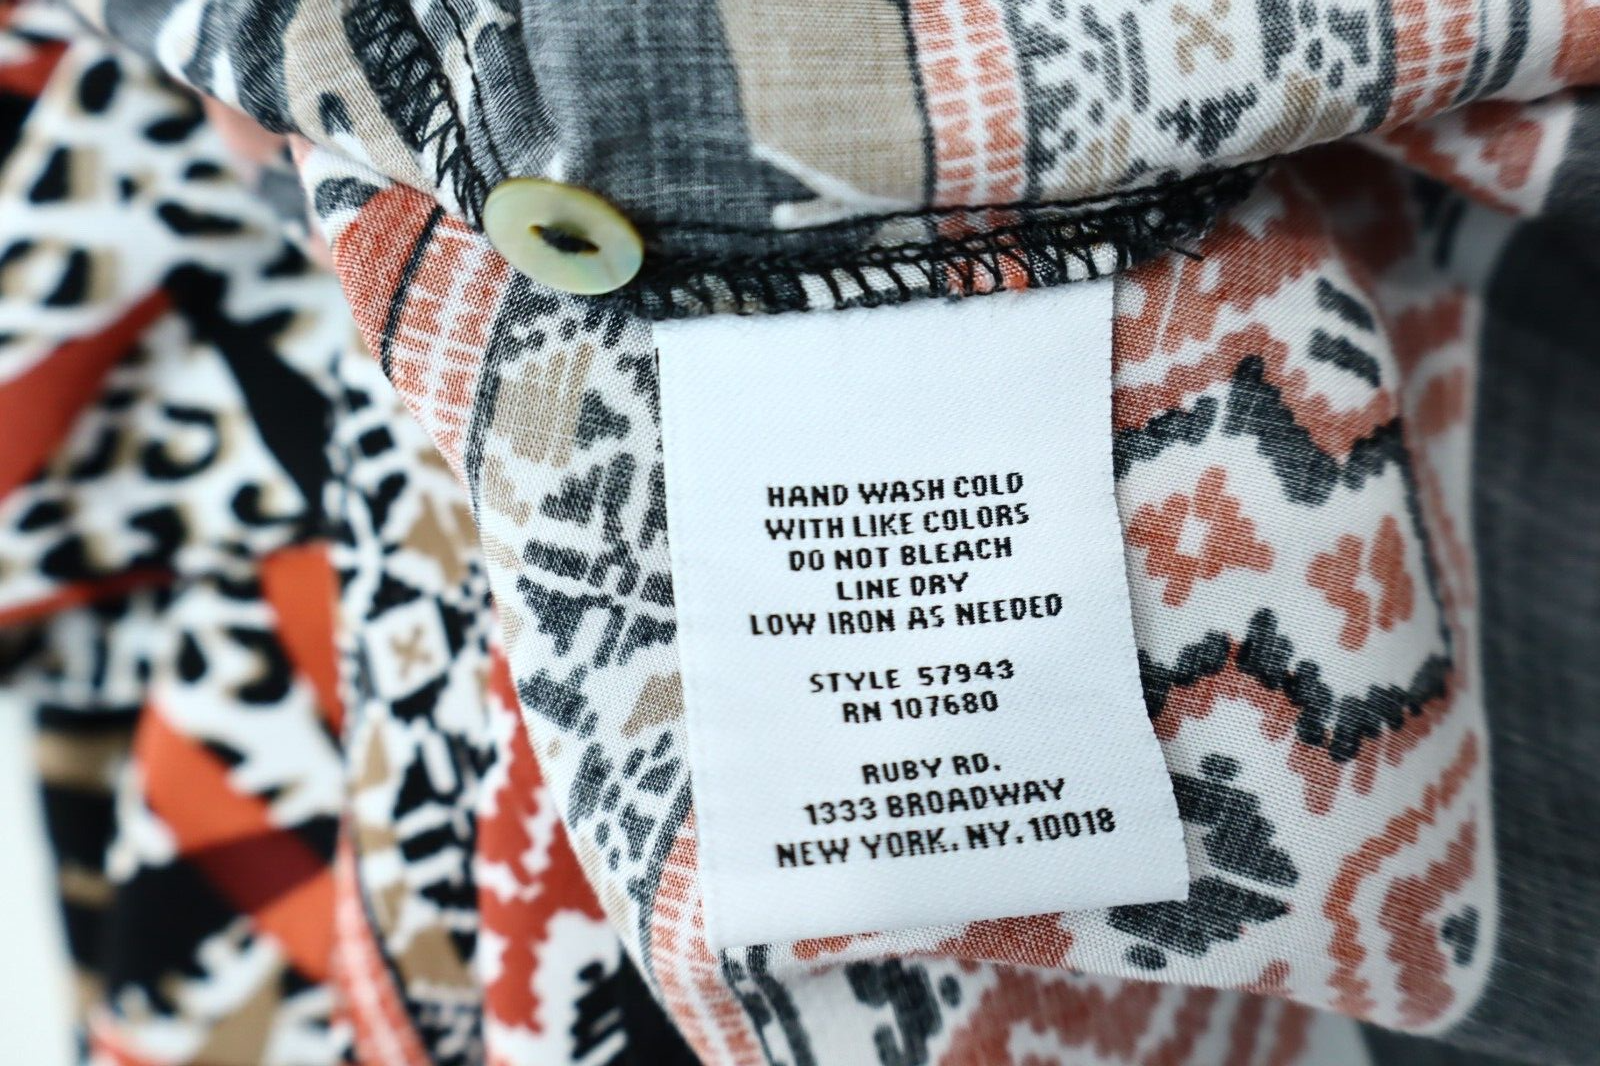 HAND WASH COLD
WITH LIKE COLORS
DO NOT BLEACH
LINE DRY
LOW IRON AS NEEDED
STYLE 57943
RN 107680
RUBY RD.
1333 BROADWAY
NEW YORK, NY. 10018